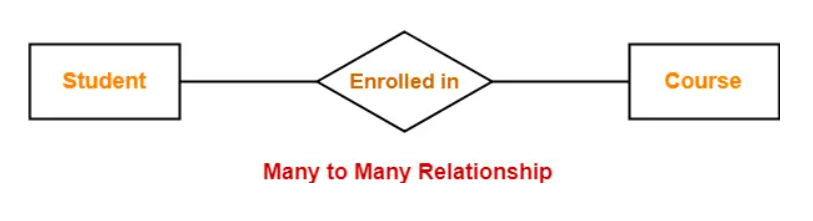 Student Enrolled in Course
Many to Many Relationship